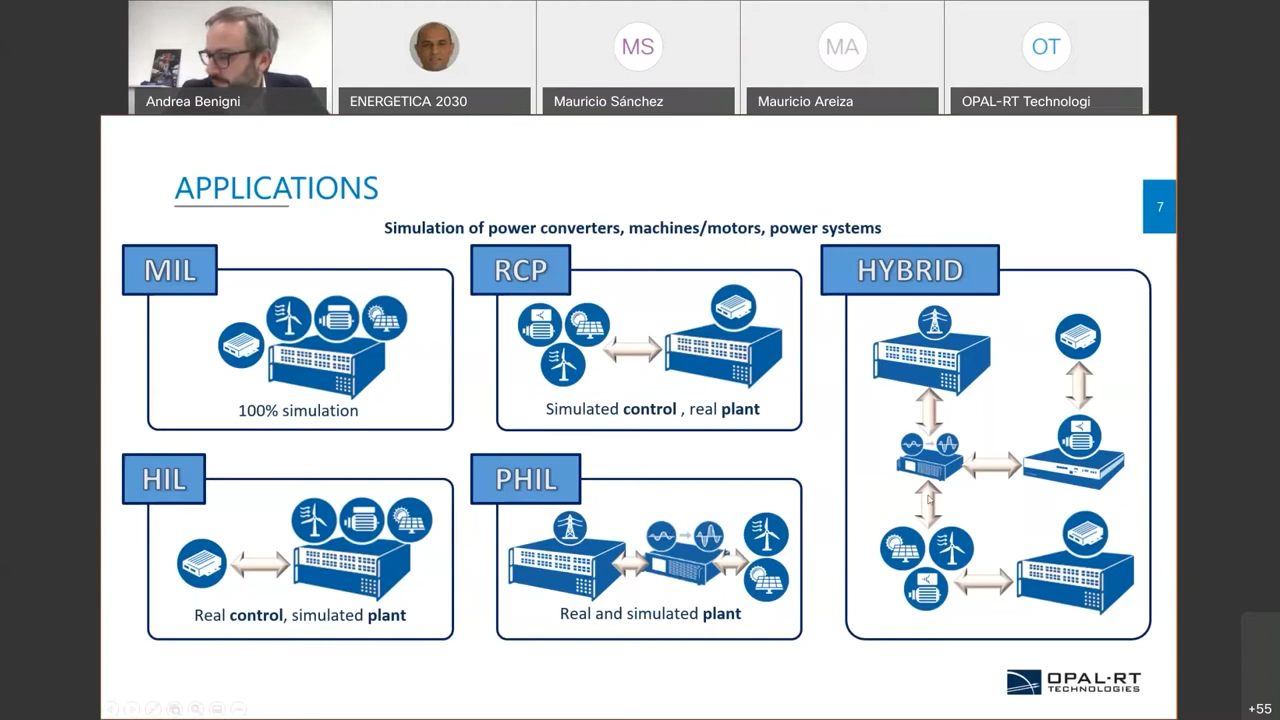 MS
MA
OT
Andrea Benigni
ENERGETICA 2030
Mauricio Sánchez
Mauricio Areiza
OPAL-RT Technologi
APPLICATIONS
7
Simulation of power converters, machines/motors, power systems
MIL
100% simulation
RCP
Simulated control , real plant
HYBRID
HIL
Real control, simulated plant
PHIL
Real and simulated plant
OPAL-RT
TECHNOLOGIES
+55